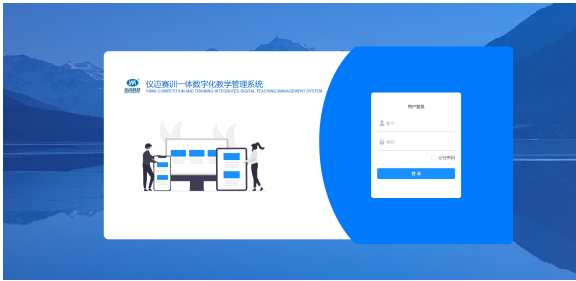 仪迈赛训一体数字化教学管理系统
YIMAI COMPETITION AND TRAINING INTEGRATED DIGITAL TEACHING MANAGEMENT SYSTEM
用户登录
账号
密码
记住密码
登 录